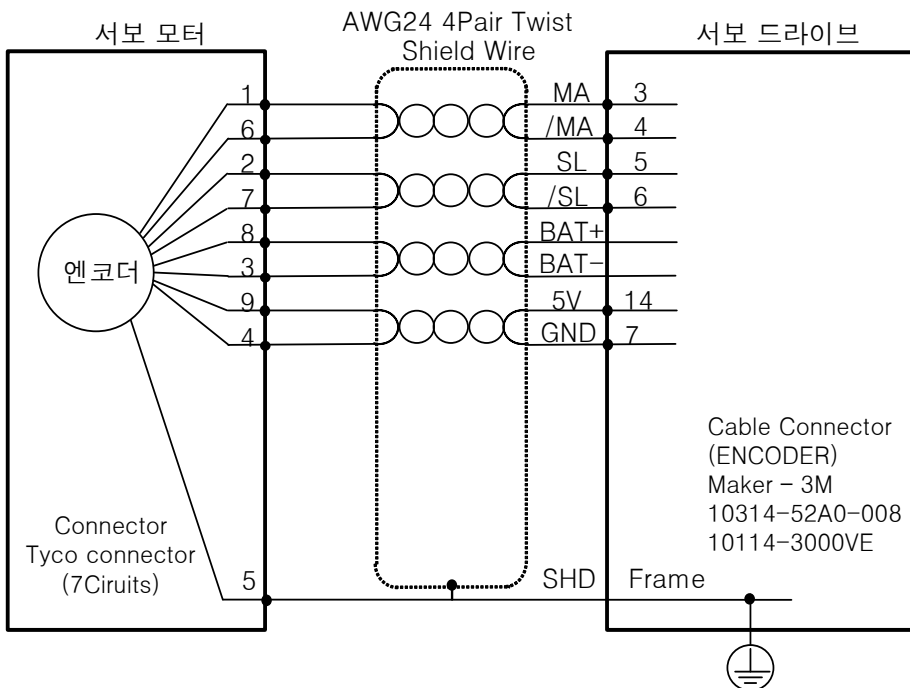 서보 모터
AWG24 4Pair Twist
Shield Wire
서보 드라이브
1 MA 3
6 /MA 4
2 SL 5
7 /SL 6
8 BAT+
3 BAT-
9 5V 14
4 GND 7
엔코더
Cable Connector
(ENCODER)
Maker - 3M
10314-52A0-008
10114-3000VE
Connector
Tyco connector
(7Ciruits)
5 SHD Frame